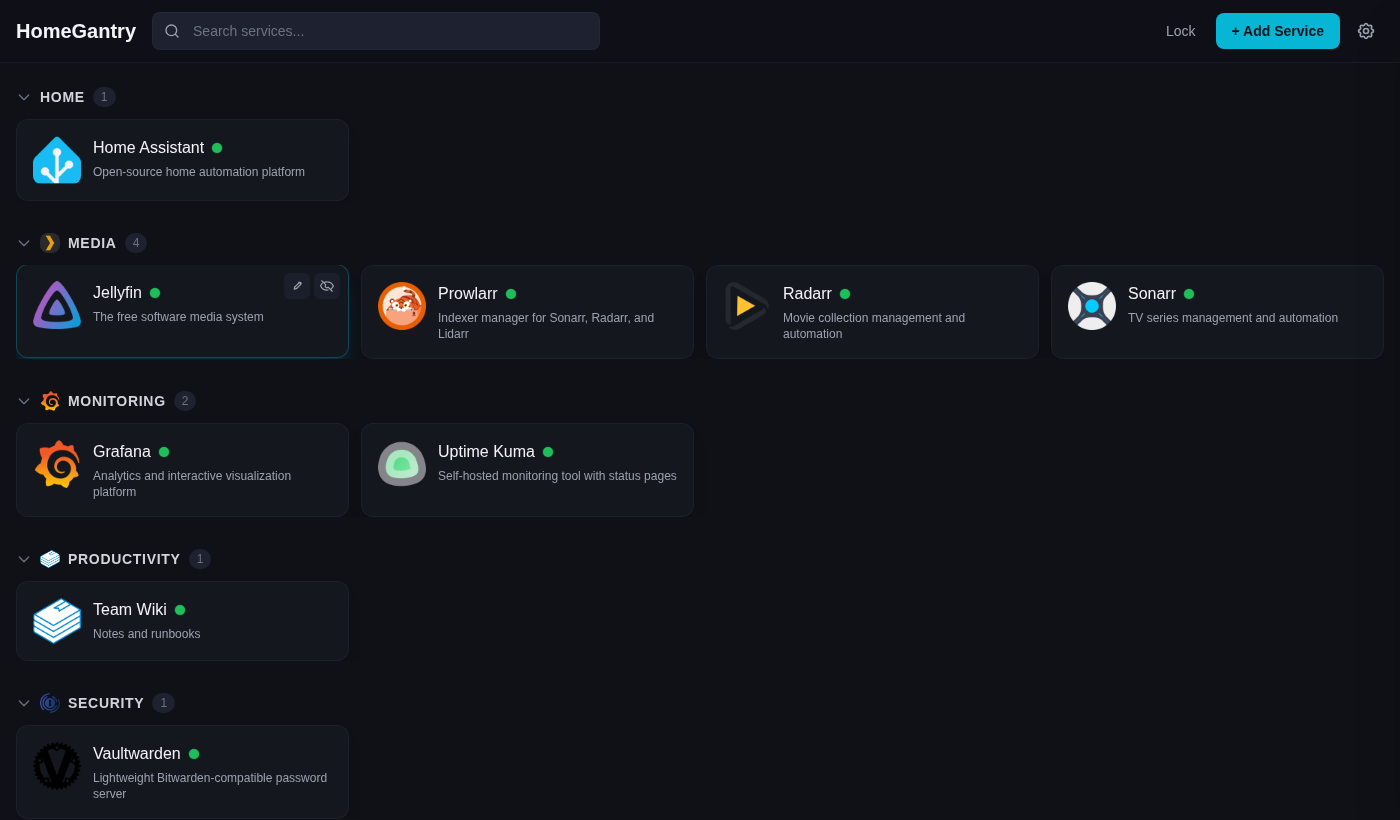 HomeGantry
Search services...
Lock
+ Add Service
HOME 1
Home Assistant
Open-source home automation platform
MEDIA 4
Jellyfin
The free software media system
Prowlarr
Indexer manager for Sonarr, Radarr, and
Lidarr
Radarr
Movie collection management and
automation
Sonarr
TV series management and automation
MONITORING 2
Grafana
Analytics and interactive visualization
platform
Uptime Kuma
Self-hosted monitoring tool with status pages
PRODUCTIVITY 1
Team Wiki
Notes and runbooks
SECURITY 1
Vaultwarden
Lightweight Bitwarden-compatible password
server